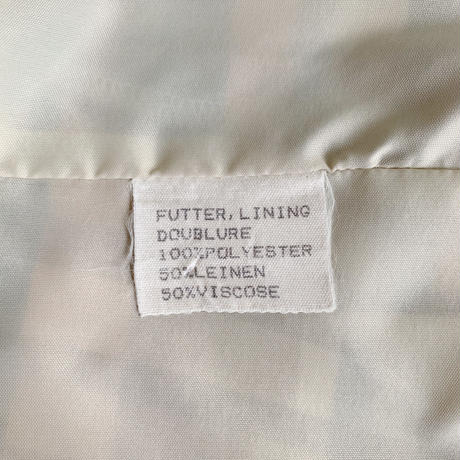 FUTTER, LINING
DOUBLURE
100%POLYESTER
50%LEINEN
50%VISCOSE